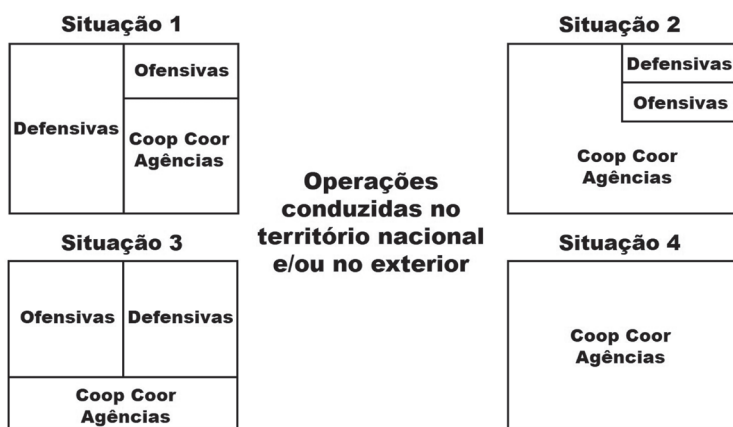 Situação 1
Defensivas
Ofensivas
Coop Coor
Agências
Situação 2
Defensivas
Ofensivas
Coop Coor
Agências
Operações
conduzidas no
território nacional
e/ou no exterior
Situação 3
Ofensivas
Defensivas
Coop Coor
Agências
Situação 4
Coop Coor
Agências